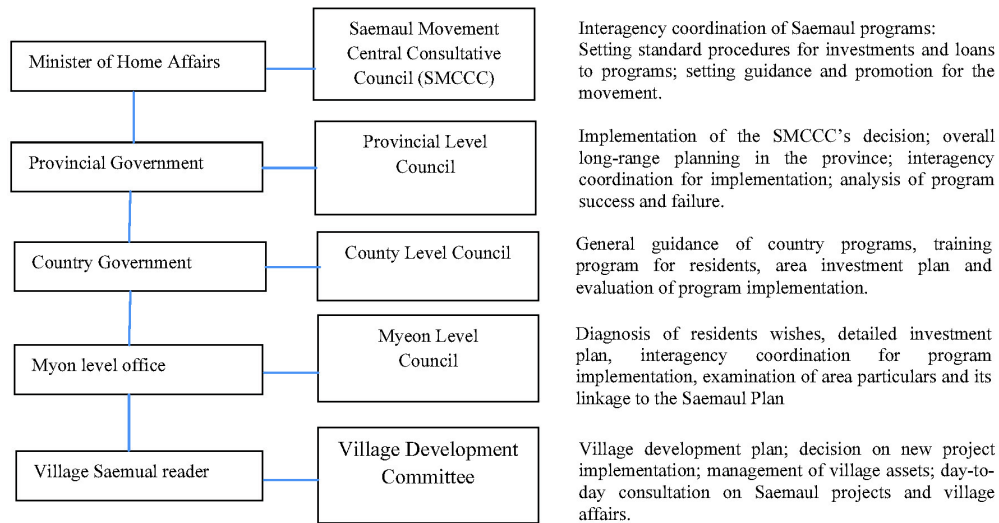 Minister of Home Affairs
Saemaul Movement
Central Consultative
Council (SMCCC)
Interagency coordination of Saemaul programs:
Setting standard procedures for investments and loans
to programs; setting guidance and promotion for the
movement.
Provincial Government
Provincial Level
Council
Implementation of the SMCCC's decision; overall
long-range planning in the province; interagency
coordination for implementation; analysis of program
success and failure.
Country Government
County Level Council
General guidance of country programs, training
program for residents, area investment plan and
evaluation of program implementation.
Myon level office
Myeon Level
Council
Diagnosis of residents wishes, detailed investment
plan, interagency coordination for program
implementation, examination of area particulars and its
linkage to the Saemaul Plan
Village Saemual reader
Village Development
Committee
Village development plan; decision on new project
implementation; management of village assets; day-to-
day consultation on Saemaul projects and village
affairs.